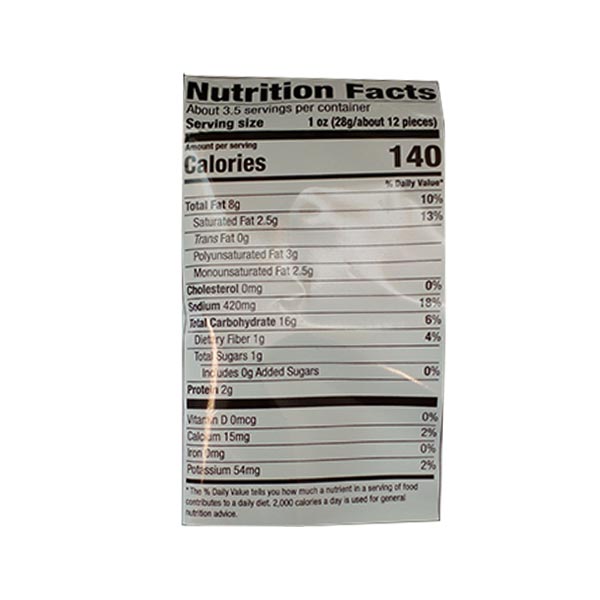 Nutrition Facts
About 3.5 servings per container
Serving size 1 oz (28g/about 12 pieces)
Amount per serving
Calories 140
% Daily Value*
Total Fat 8g 10%
Saturated Fat 2.5g 13%
Trans Fat 0g
Polyunsaturated Fat 3g
Monounsaturated Fat 2.5g
Cholesterol 0mg 0%
Sodium 420mg 18%
Total Carbohydrate 16g 6%
Dietary Fiber 1g 4%
Total Sugars 1g
Includes 0g Added Sugars 0%
Protein 2g
Vitamin D 0mcg 0%
Calcium 15mg 2%
Iron 0mg 0%
Potassium 54mg 2%
*The % Daily Value tells you how much a nutrient in a serving of food
contributes to a daily diet. 2,000 calories a day is used for general
nutrition advice.